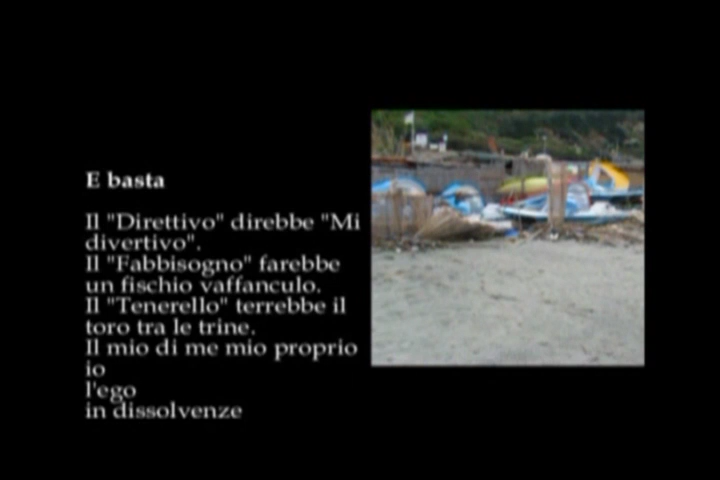 E basta
Il "Direttivo" direbbe "Mi
divertivo".
Il "Fabbisogno" farebbe
un fischio vaffanculo.
Il "Tenerello" terrebbe il
toro tra le trine.
Il mio di me mio proprio
io
l'ego
in dissolvenze